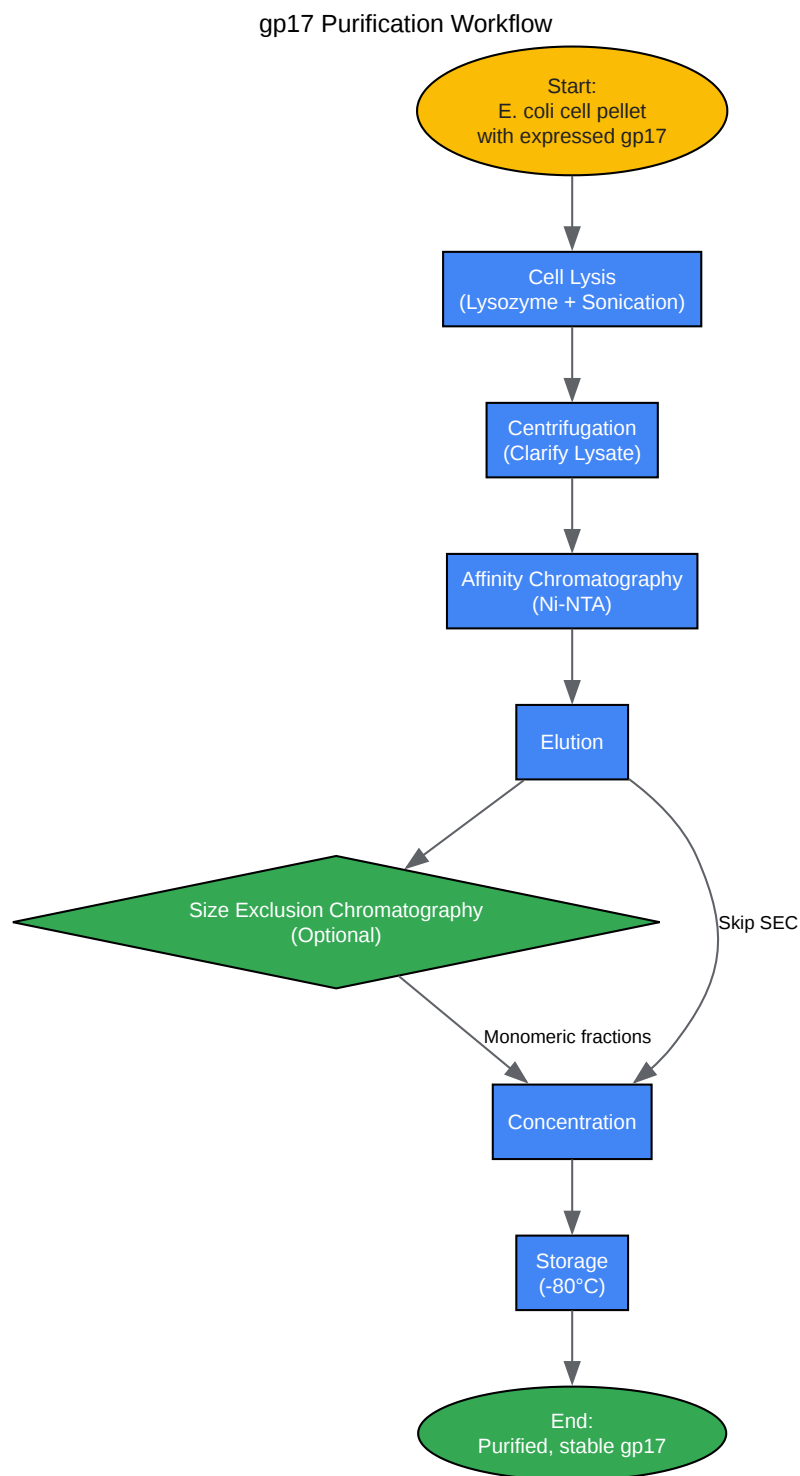 gp17 Purification Workflow
Start:
E. coli cell pellet
with expressed gp17
Cell Lysis
(Lysozyme + Sonication)
Centrifugation
(Clarify Lysate)
Affinity Chromatography
(Ni-NTA)
Elution
Size Exclusion Chromatography
(Optional)
Skip SEC
Monomeric fractions
Concentration
Storage
(-80°C)
End:
Purified, stable gp17